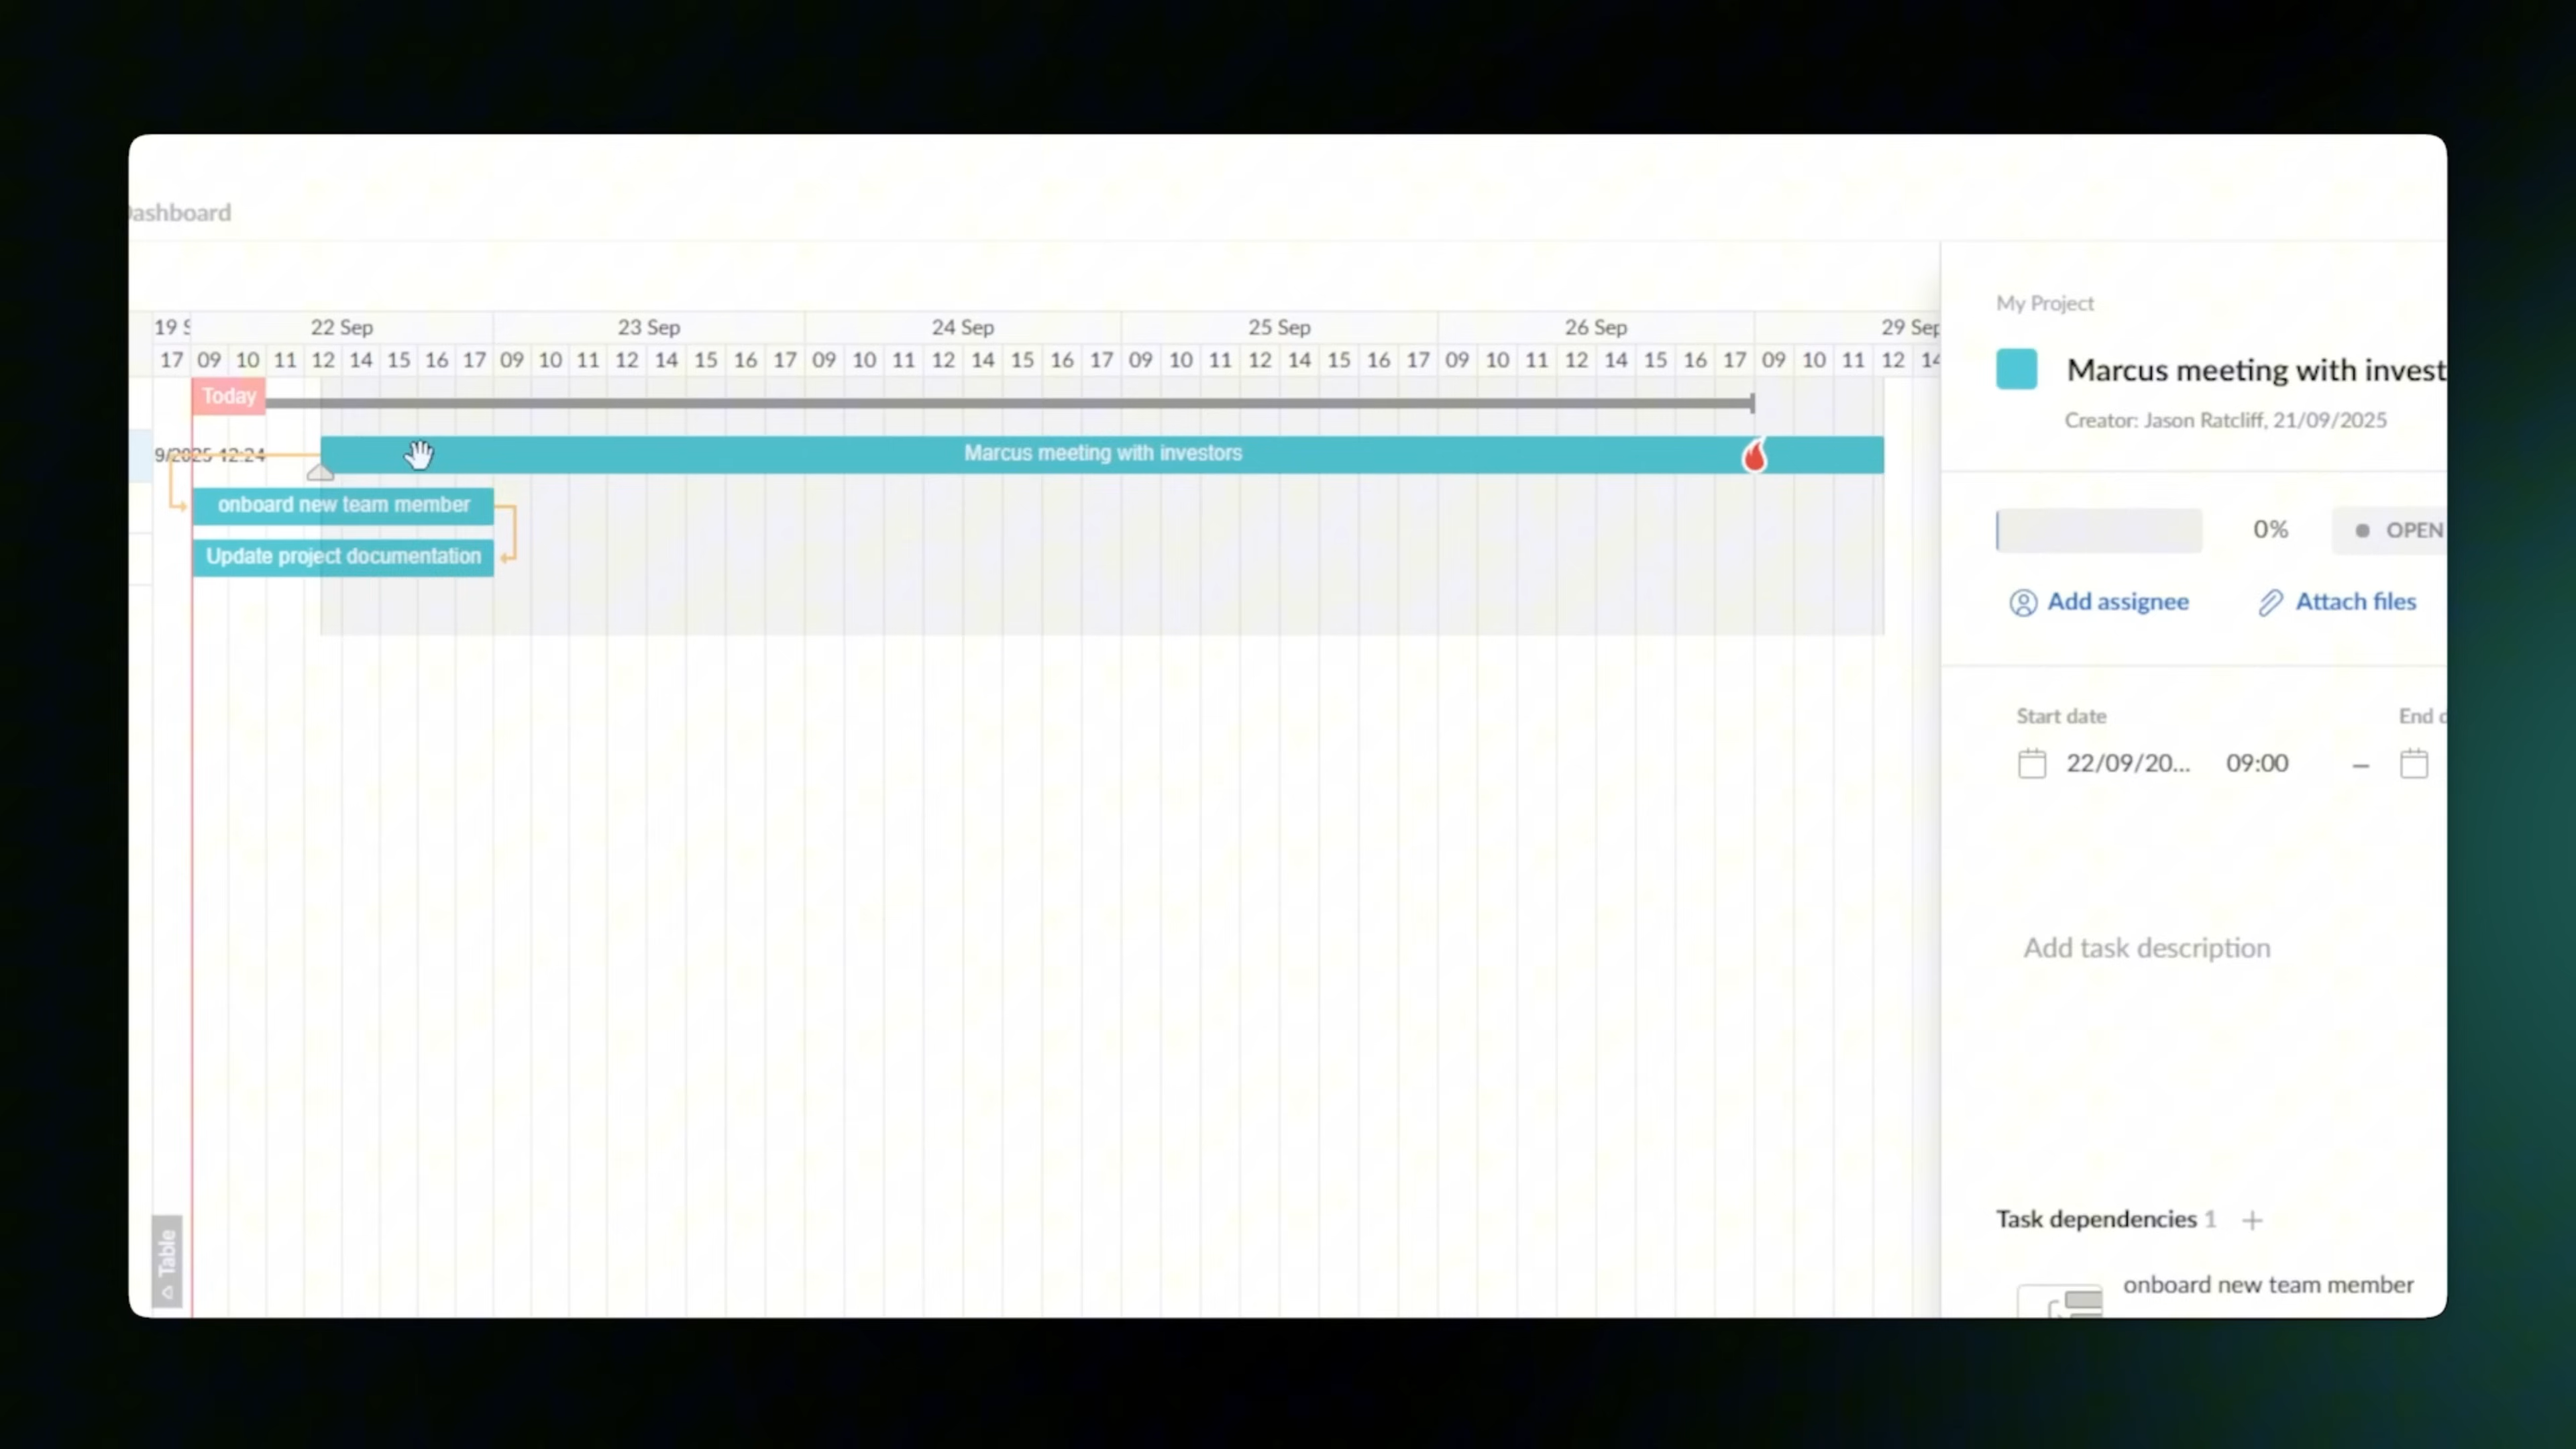 Dashboard
19 S 22 Sep 23 Sep 24 Sep 25 Sep 26 Sep 29 Sep
17 09 10 11 12 14 15 16 17 09 10 11 12 14 15 16 17 09 10 11 12 14 15 16 17 09 10 11 12 14 15 16 17 09 10 11 12 14 15 16 17 09 10 11 12 14
Today
9/2025 12:24
Marcus meeting with investors
onboard new team member
Update project documentation
Table
My Project
Marcus meeting with invest
Creator: Jason Ratcliff, 21/09/2025
0% OPEN
Add assignee Attach files
Start date End d
22/09/20... 09:00 –
Add task description
Task dependencies 1 +
onboard new team member